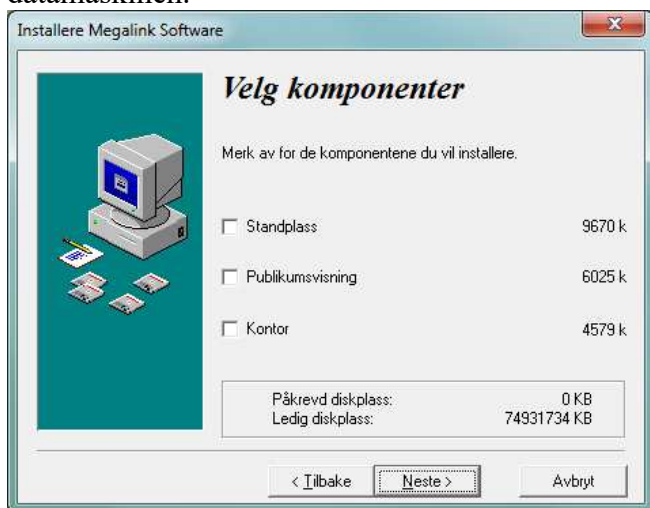 datamaskinen.
Installere Megalink Software
Velg komponenter
Merk av for de komponentene du vil installere.
Standplass 9670 k
Publikumsvisning 6025 k
Kontor 4579 k
Påkrevd diskplass: 0 KB
Ledig diskplass: 74931734 KB
< Tilbake Neste > Avbryt